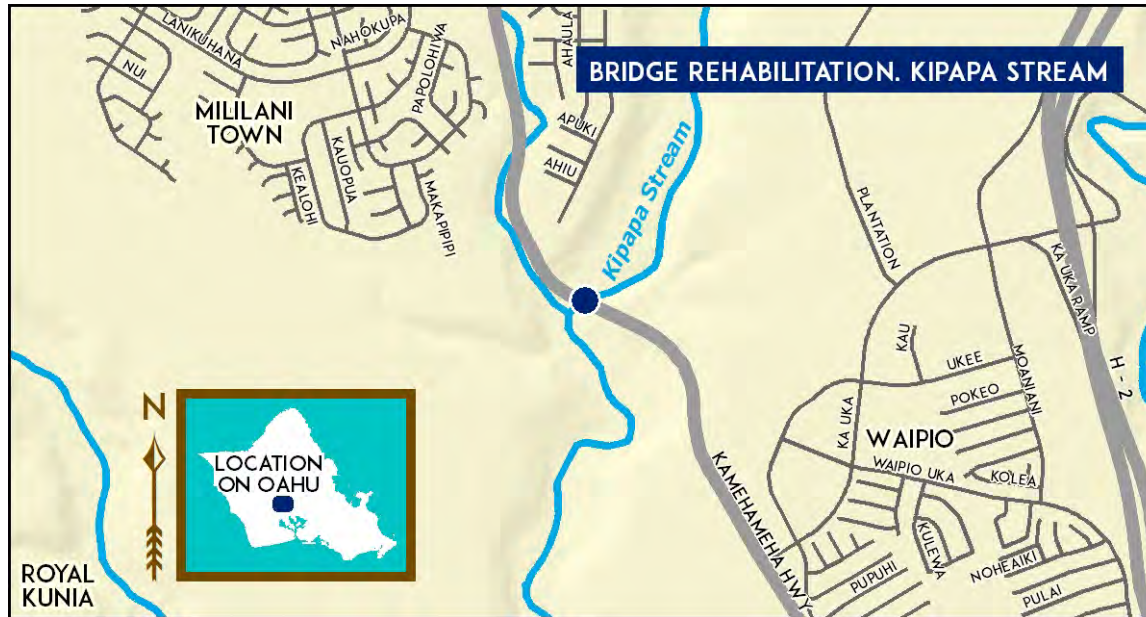 LANIKUHANA
NAHOKUPA
AHAULA
BRIDGE REHABILITATION. KIPAPA STREAM
NUI
PAPOLOHIWA
MILILANI
TOWN
APUKI
AHIU
KAUOPUA
KEALOHI
MAKAPIPIPI
Kipapa Stream
PLANTATION
KA UKA RAMP
H-2
KAU
UKEE
MOANIANI
POKEO
KA UKA
WAIPIO
WAIPIO UKA
KOLEA
N
LOCATION
ON OAHU
KAMEHAMEHA HWY
KULEWA
NOHEAIKI
PUPUHI
PULAI
ROYAL
KUNIA